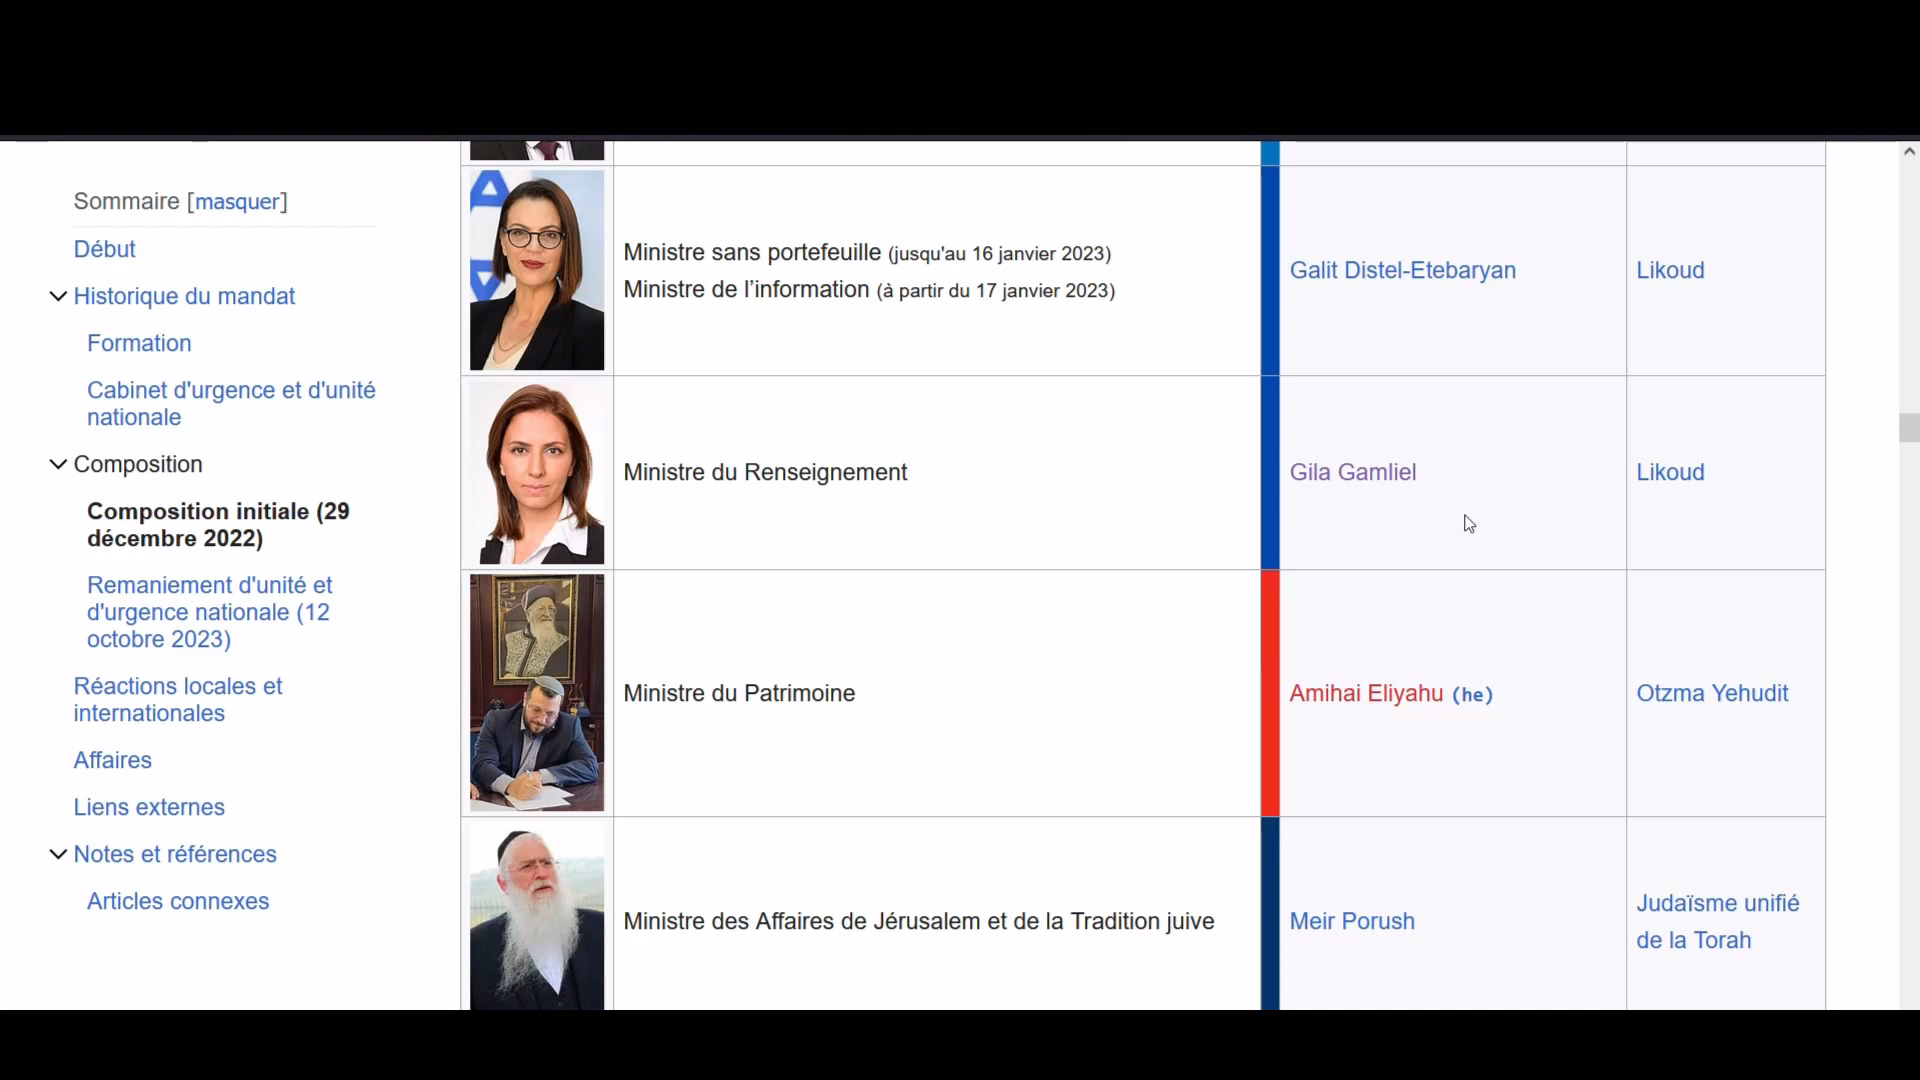 Sommaire [masquer]
Début
Historique du mandat
Formation
Cabinet d'urgence et d'unité
nationale
Composition
Composition initiale (29
décembre 2022)
Remaniement d'unité et
d'urgence nationale (12
octobre 2023)
Réactions locales et
internationales
Affaires
Liens externes
Notes et références
Articles connexes
Ministre sans portefeuille (jusqu'au 16 janvier 2023)
Ministre de l’information (à partir du 17 janvier 2023)
Galit Distel-Etebaryan
Likoud
Ministre du Renseignement
Gila Gamliel
Likoud
Ministre du Patrimoine
Amihai Eliyahu (he)
Otzma Yehudit
Ministre des Affaires de Jérusalem et de la Tradition juive
Meir Porush
Judaïsme unifié
de la Torah